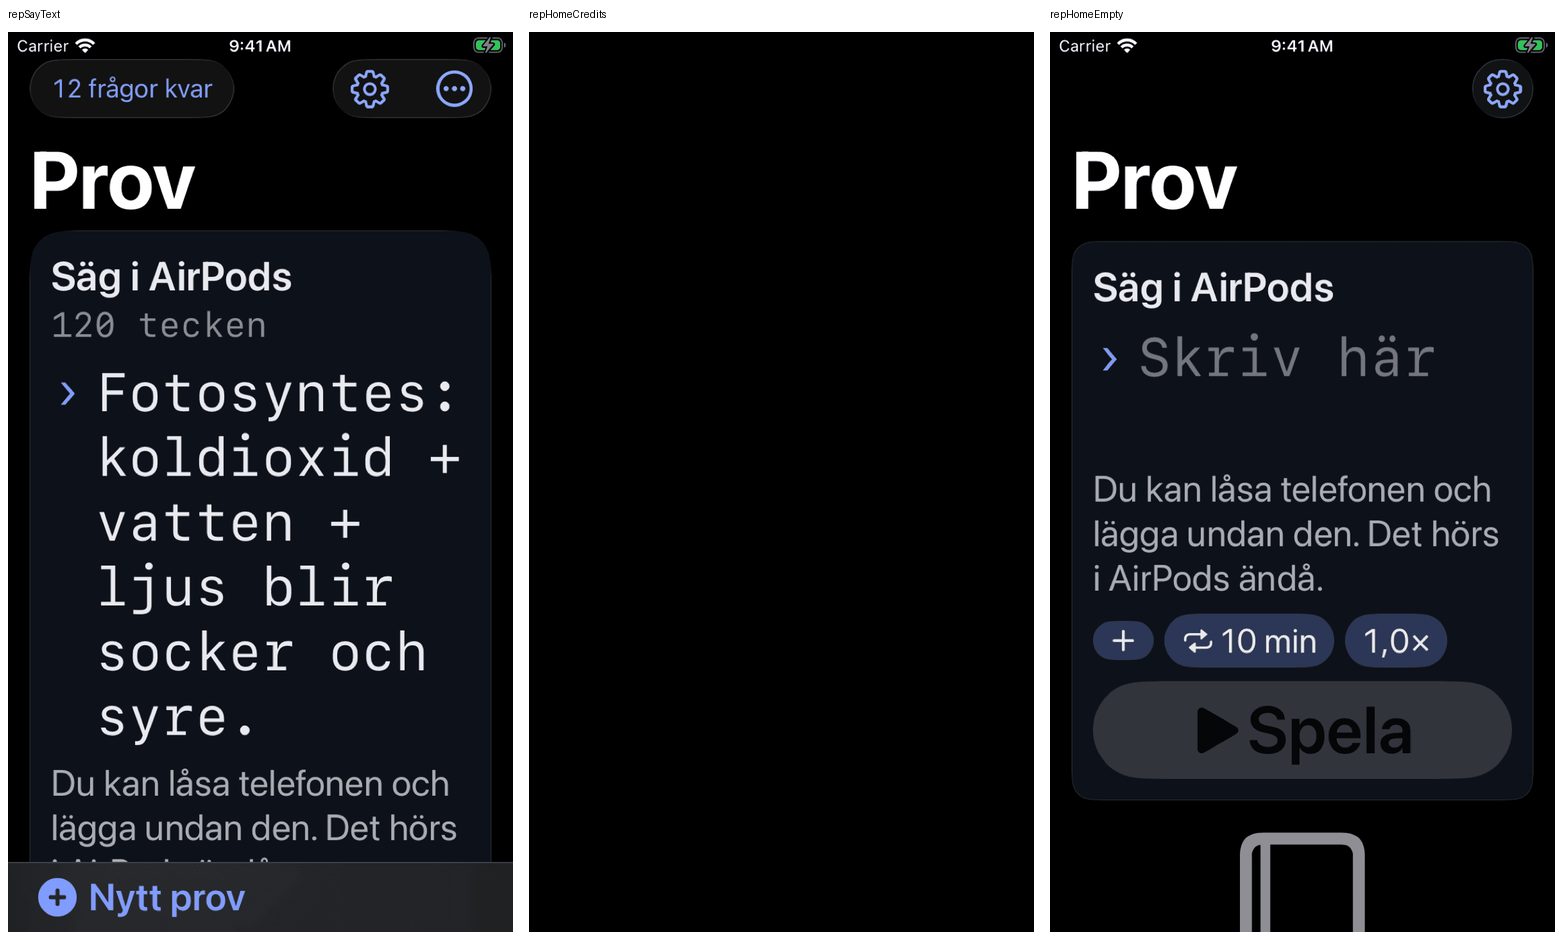 repSayText
Carrier 9:41 AM
12 frågor kvar
Prov
Säg i AirPods
120 tecken
› Fotosyntes:
koldioxid +
vatten +
ljus blir
socker och
syre.
Du kan låsa telefonen och
lägga undan den. Det hörs
Nytt prov
repHomeCredits
repHomeEmpty
Carrier 9:41 AM
Prov
Säg i AirPods
› Skriv här
Du kan låsa telefonen och
lägga undan den. Det hörs
i AirPods ändå.
+ 10 min 1,0×
Spela